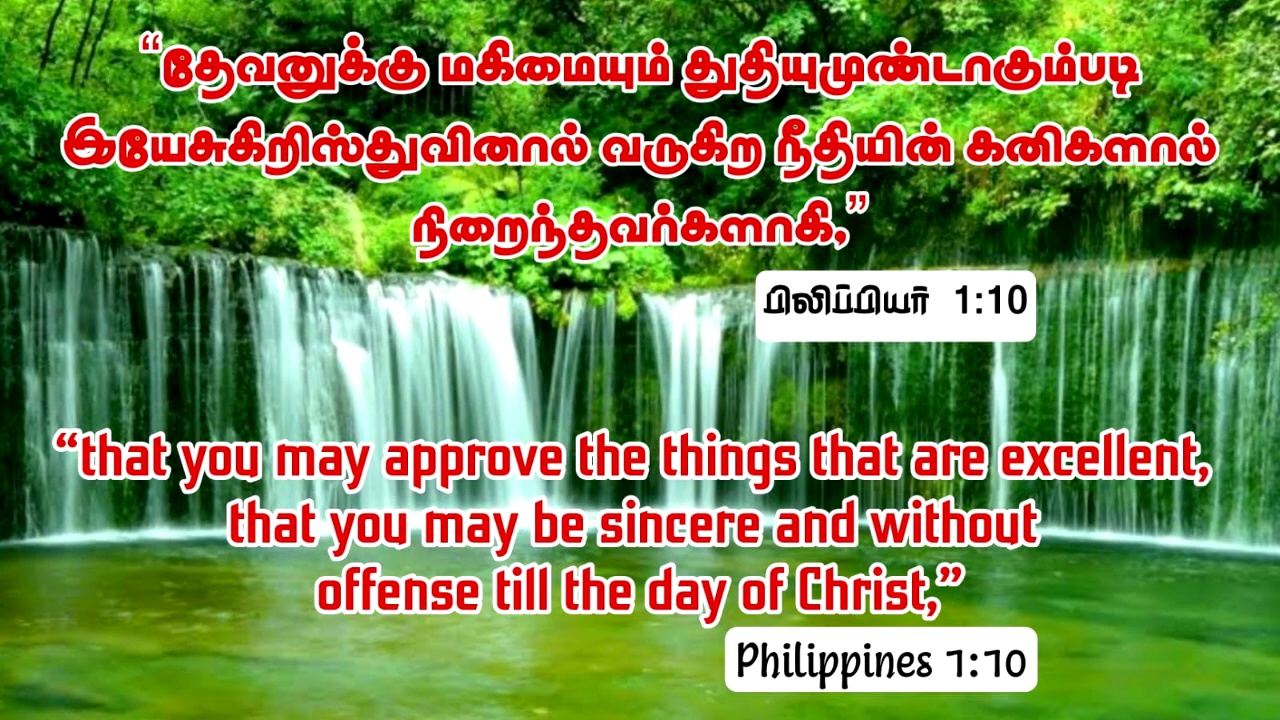 “தேவனுக்கு மகிமையும் துதியுமுண்டாகும்படி
இயேசுகிறிஸ்துவினால் வருகிற நீதியின் கனிகளால்
நிறைந்தவர்களாகி,”
பிலிப்பியர் 1:10
“that you may approve the things that are excellent,
that you may be sincere and without
offense till the day of Christ,”
Philippines 1:10